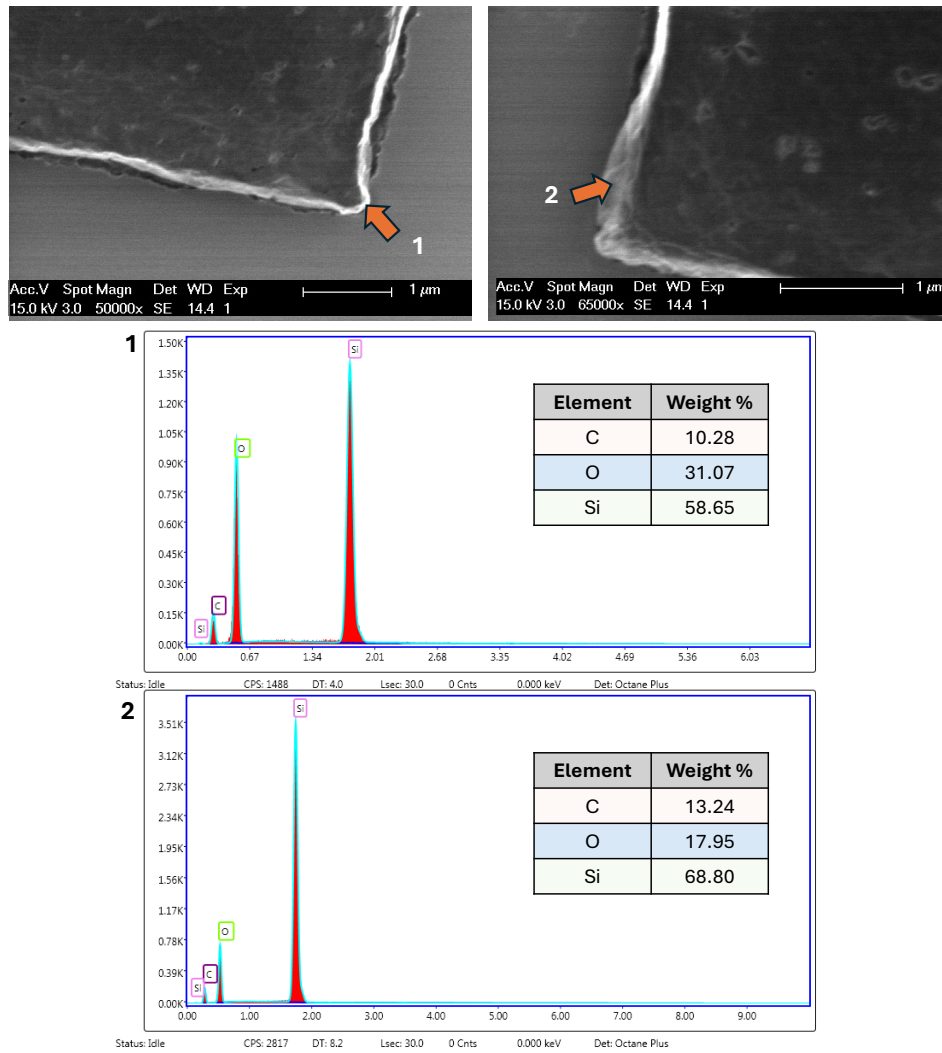 1
2
Acc.V Spot Magn Det WD Exp 1 μm
15.0 kV 3.0 50000x SE 14.4 1
Acc.V Spot Magn Det WD Exp 1 μm
15.0 kV 3.0 65000x SE 14.4 1
1
1.50K
1.35K
1.20K
1.05K
0.90K
0.75K
0.60K
0.45K
0.30K
0.15K
0.00K
Si
O
C
Si
Element Weight %
C 10.28
O 31.07
Si 58.65
0.00 0.67 1.34 2.01 2.68 3.35 4.02 4.69 5.36 6.03
Status: Idle CPS: 1488 DT: 4.0 Lsec: 30.0 0 Cnts 0.000 keV Det: Octane Plus
2
3.51K
3.12K
2.73K
2.34K
1.95K
1.56K
1.17K
0.78K
0.39K
0.00K
Si
O
C
Si
Element Weight %
C 13.24
O 17.95
Si 68.80
0.00 1.00 2.00 3.00 4.00 5.00 6.00 7.00 8.00 9.00
Status: Idle CPS: 2817 DT: 8.2 Lsec: 30.0 0 Cnts 0.000 keV Det: Octane Plus